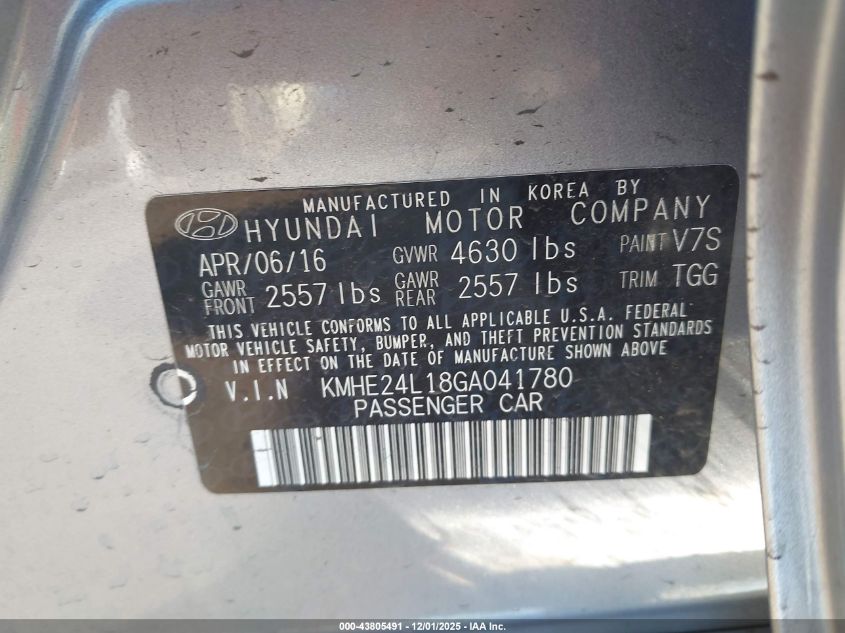 MANUFACTURED IN KOREA BY
HYUNDAI MOTOR COMPANY
APR/06/16 GVWR 4630 lbs PAINT V7S
GAWR FRONT 2557 lbs GAWR REAR 2557 lbs TRIM TGG
THIS VEHICLE CONFORMS TO ALL APPLICABLE U.S.A. FEDERAL
MOTOR VEHICLE SAFETY, BUMPER, AND THEFT PREVENTION STANDARDS
IN EFFECT ON THE DATE OF MANUFACTURE SHOWN ABOVE.
V.I.N KMHE24L18GA041780
PASSENGER CAR
000-43805491 - 12/01/2025 - IAA Inc.